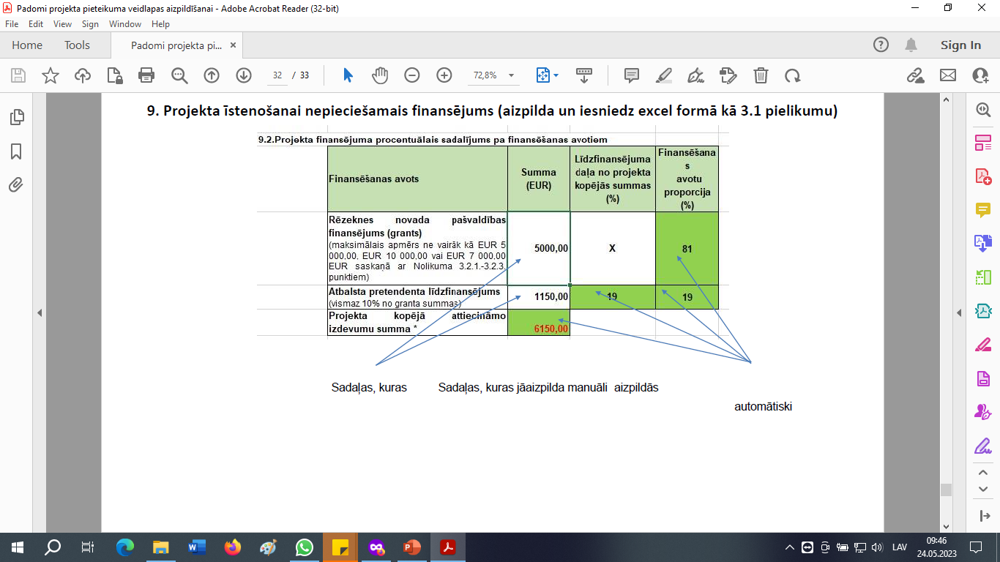 Padomi projekta pieteikuma veidlapas aizpildīšanai - Adobe Acrobat Reader (32-bit)
File Edit View Sign Window Help
Home Tools Padomi projekta pi... × Sign In
32 / 33 72,8%
9. Projekta īstenošanai nepieciešamais finansējums (aizpilda un iesniedz excel formā kā 3.1 pielikumu)
9.2.Projekta finansējuma procentuālais sadalījums pa finansēšanas avotiem
Finansēšanas avots
Summa
(EUR)
Līdzfinansējuma
daļa no projekta
kopējās summas
(%)
Finansēšana
s
avotu
proporcija
(%)
Rēzeknes novada pašvaldības
finansējums (grants)
(maksimālais apmērs ne vairāk kā EUR 5
000,00, EUR 10 000,00 vai EUR 7 000,00
EUR saskaņā ar Nolikuma 3.2.1.-3.2.3.
punktiem)
5000,00
X
81
Atbalsta pretendenta līdzfinansējums
(vismaz 10% no granta summas)
1150,00
19
19
Projekta kopējā attiecināmo
izdevumu summa *
6150,00
Sadaļas, kuras Sadaļas, kuras jāaizpilda manuāli aizpildās
automātiski
LAV
09:46
24.05.2023